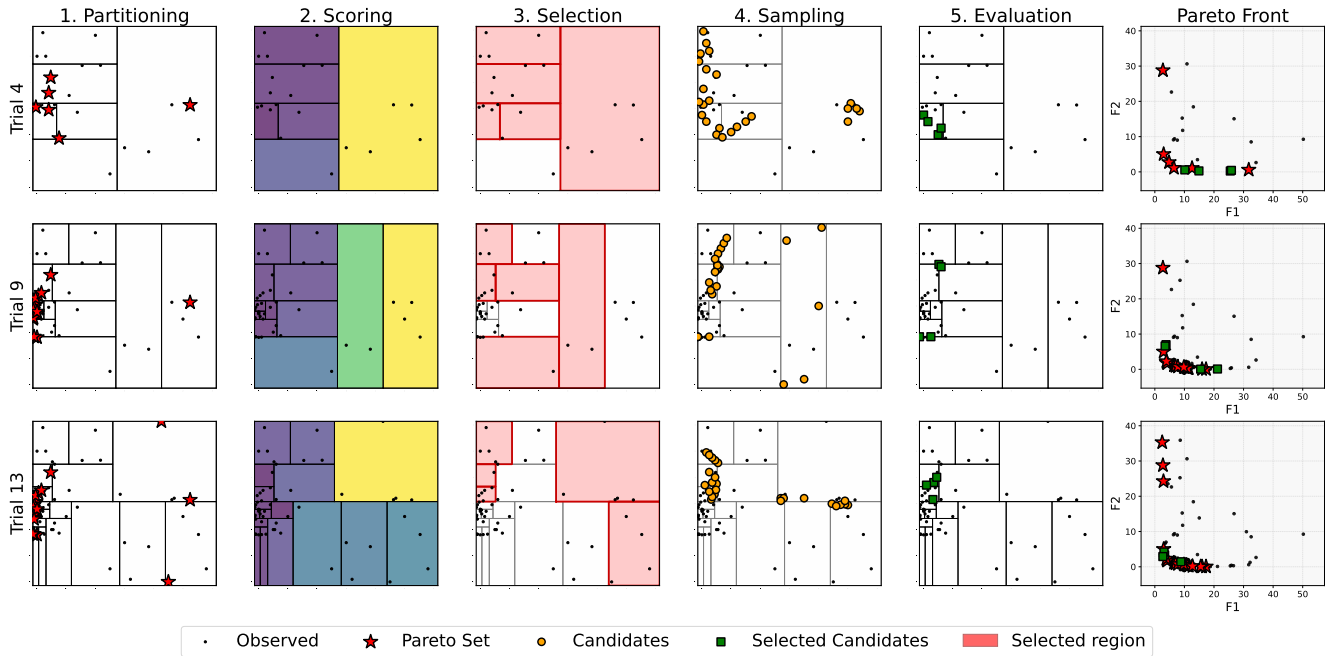 1. Partitioning
2. Scoring
3. Selection
4. Sampling
5. Evaluation
Pareto Front
Trial 4
40
30
20
10
0
F2
0
10
20
30
40
50
F1
Trial 9
40
30
20
10
0
F2
0
10
20
30
40
50
F1
Trial 13
40
30
20
10
0
F2
0
10
20
30
40
50
F1
Observed
Pareto Set
Candidates
Selected Candidates
Selected region